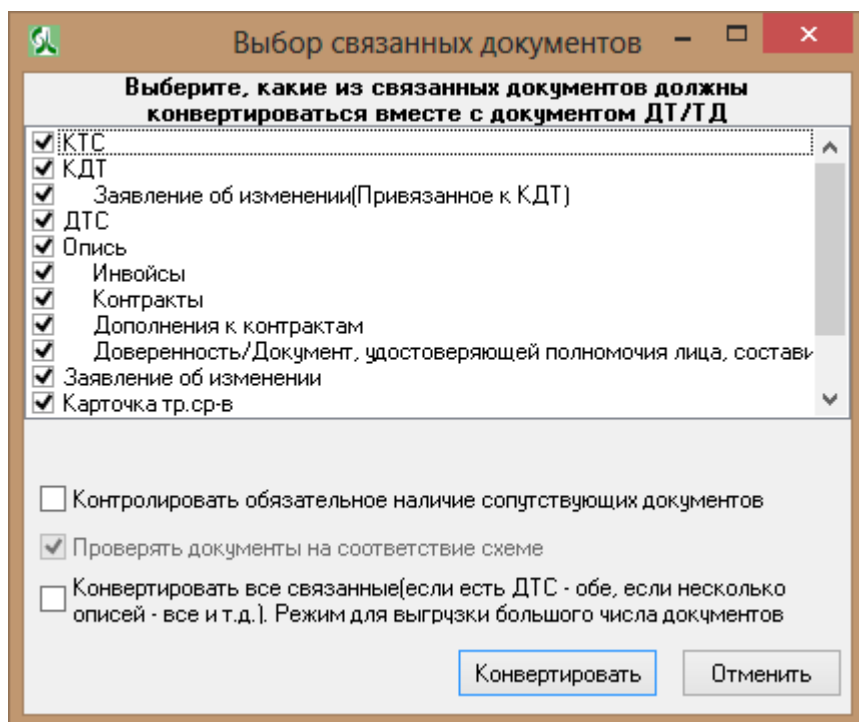 Выбор связанных документов
Выберите, какие из связанных документов должны
конвертироваться вместе с документом ДТ/ТД
КТС
КДТ
Заявление об изменении(Привязанное к КДТ)
ДТС
Опись
Инвойсы
Контракты
Дополнения к контрактам
Доверенность/Документ, удостоверяющей полномочия лица, состави
Заявление об изменении
Карточка тр.ср-в
Контролировать обязательное наличие сопутствующих документов
Проверять документы на соответствие схеме
Конвертировать все связанные(если есть ДТС - обе, если несколько
описей - все и т.д.). Режим для выгрузки большого числа документов
Конвертировать
Отменить